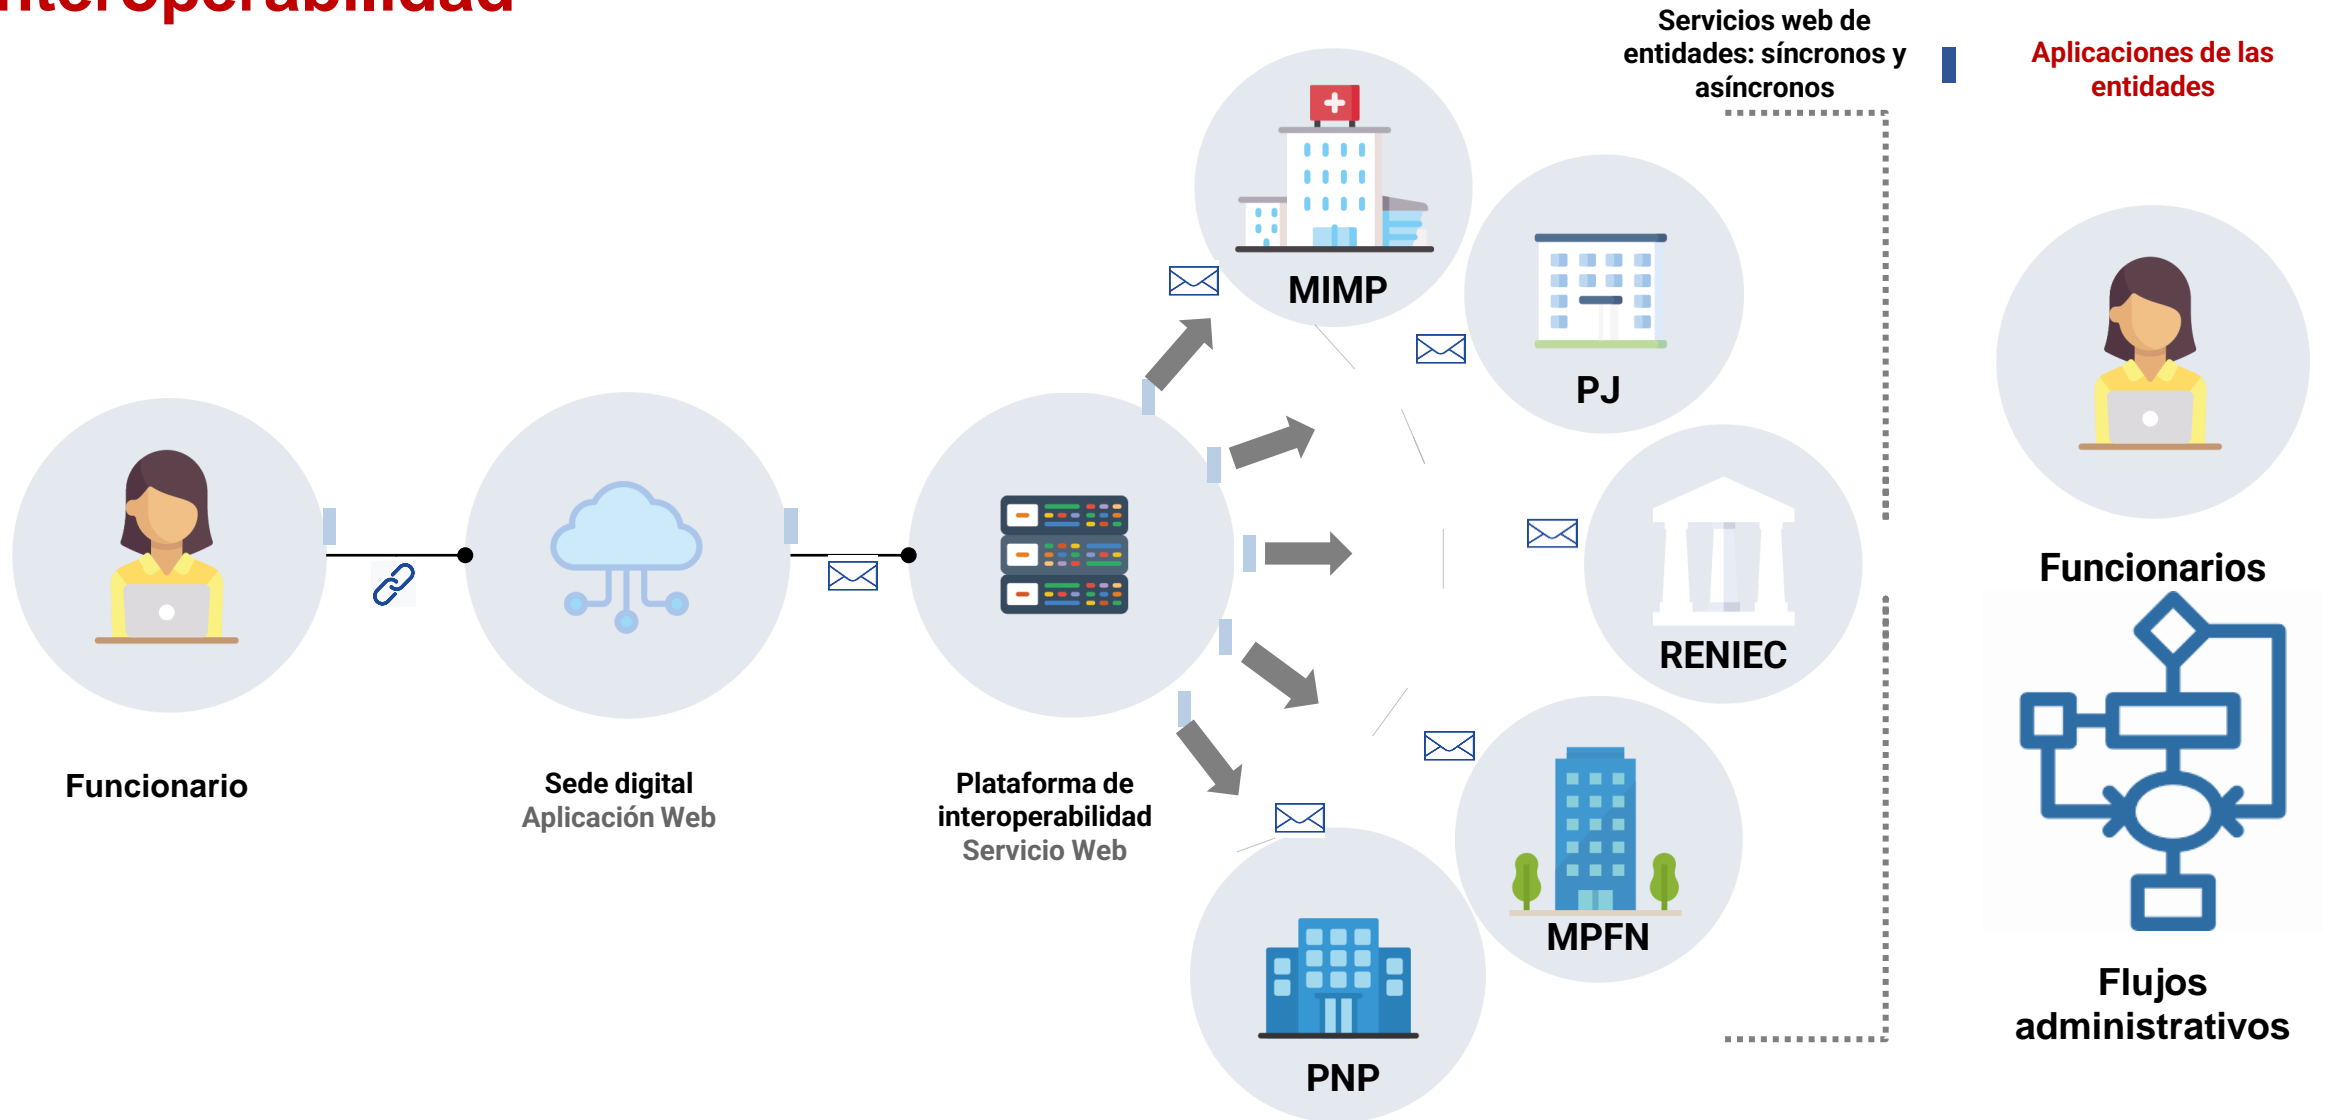 nteroperabilidad
Servicios web de
entidades: síncronos y
asíncronos
Aplicaciones de las
entidades
MIMP
PJ
RENIEC
MPFN
PNP
Funcionario
Sede digital
Aplicación Web
Plataforma de
interoperabilidad
Servicio Web
Funcionarios
Flujos
administrativos